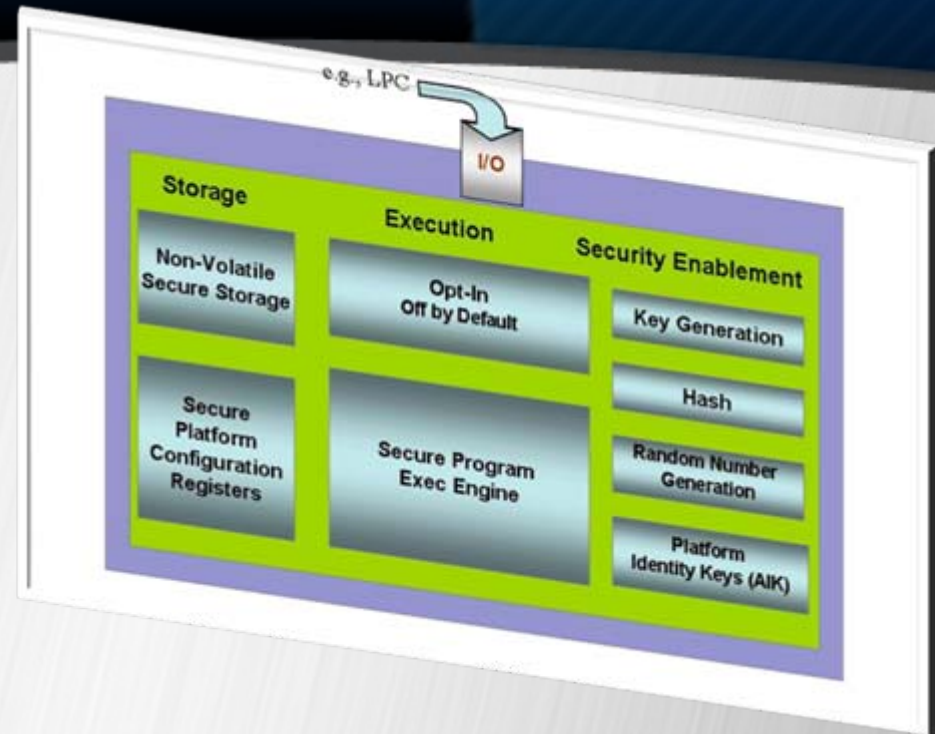 e.g., LPC
I/O
Storage
Non-Volatile
Secure Storage
Secure
Platform
Configuration
Registers
Execution
Opt-In
Off by Default
Secure Program
Exec Engine
Security Enablement
Key Generation
Hash
Random Number
Generation
Platform
Identity Keys (AIK)